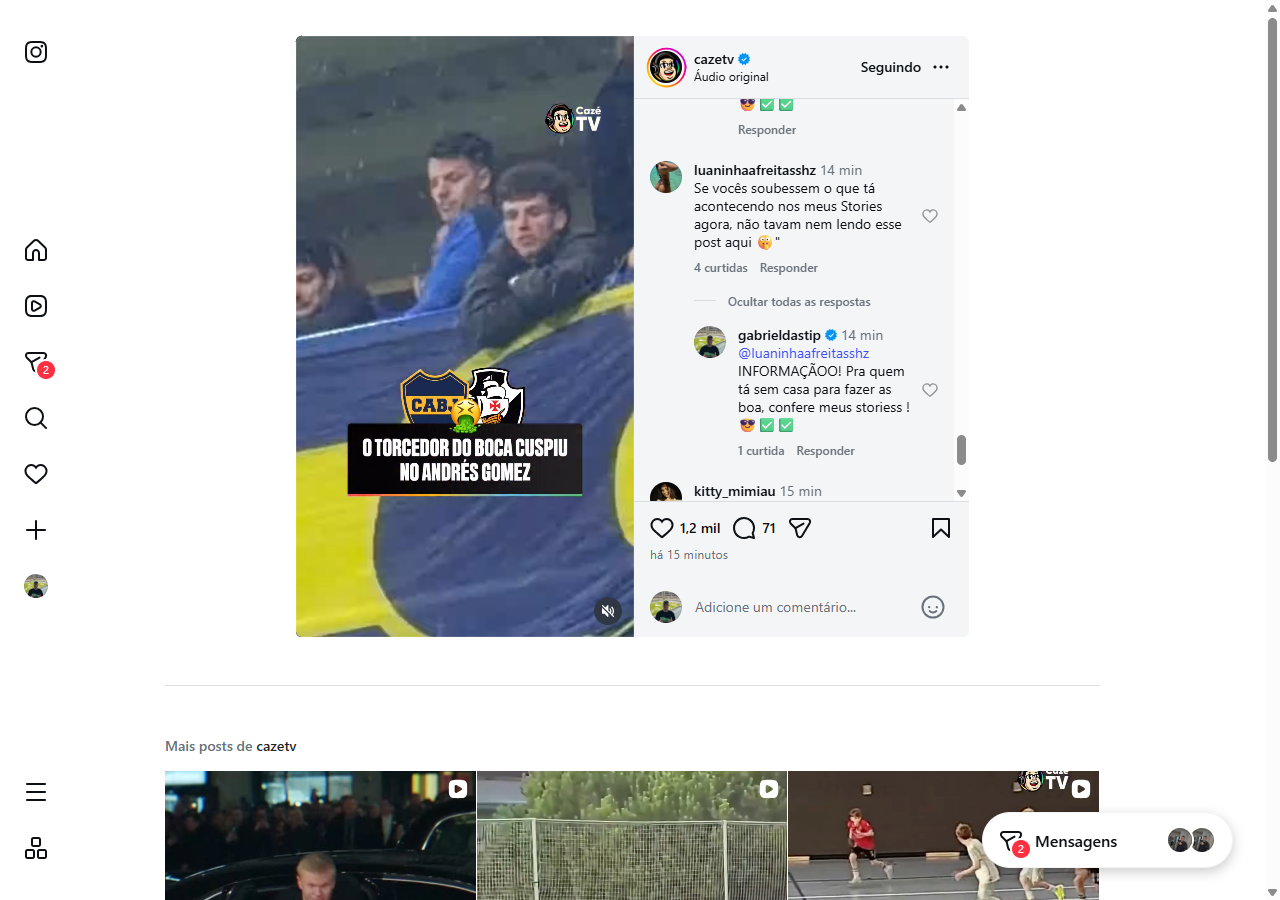 Cazé
TV
CABJ
O TORCEDOR DO BOCA CUSPIU
NO ANDRÉS GOMEZ
cazetv
Áudio original
Seguindo
😎 ✅ ✅
Responder
luaninhaafreitasshz 14 min
Se vocês soubessem o que tá
acontecendo nos meus Stories
agora, não tavam nem lendo esse
post aqui 🫣 "
4 curtidas Responder
Ocultar todas as respostas
gabrieldastip 14 min
@luaninhaafreitasshz
INFORMAÇÃOO! Pra quem
tá sem casa para fazer as
boa, confere meus storiess !
😎 ✅ ✅
1 curtida Responder
kitty_mimiau 15 min
1,2 mil 71
há 15 minutos
Adicione um comentário...
2
Mais posts de cazetv
Cazé
TV
2
Mensagens